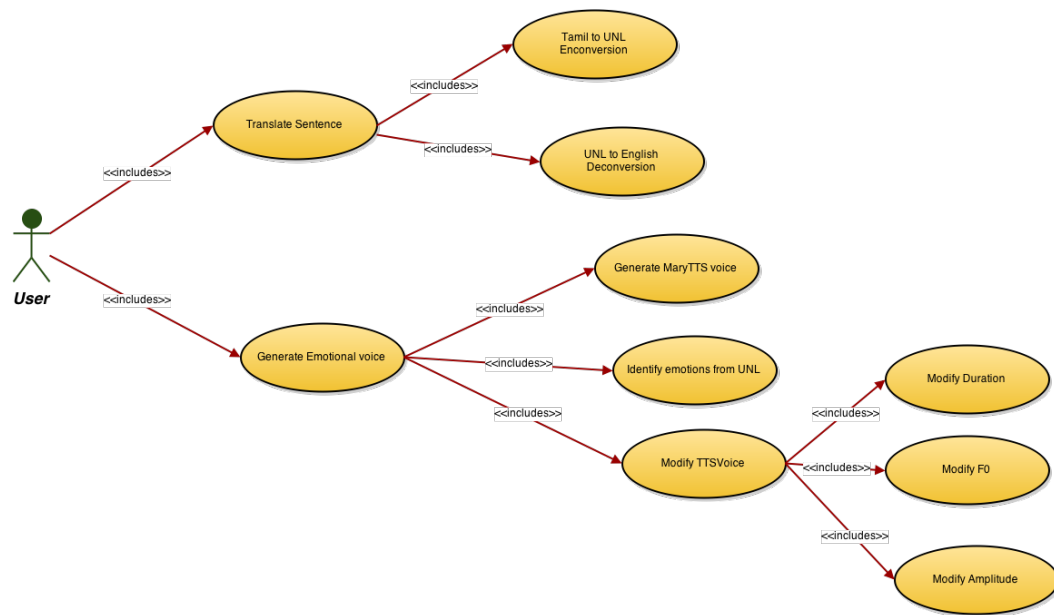 Tamil to UNL
Enconversion
<<includes>>
Translate Sentence
<<includes>>
UNL to English
Deconversion
<<includes>>
User
Generate MaryTTS voice
<<includes>>
<<includes>>
Generate Emotional voice
<<includes>>
Identify emotions from UNL
<<includes>>
Modify TTSVoice
Modify Duration
<<includes>>
<<includes>>
Modify F0
<<includes>>
Modify Amplitude